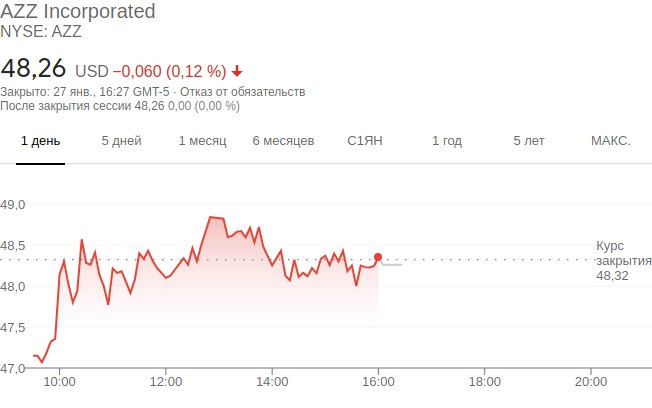 AZZ Incorporated
NYSE: AZZ
48,26 USD −0,060 (0,12 %)
Закрыто: 27 янв., 16:27 GMT-5 · Отказ от обязательств
После закрытия сессии 48,26 0,00 (0,00 %)
1 день 5 дней 1 месяц 6 месяцев С1ЯН 1 год 5 лет МАКС.
49,0
48,5
Курс
закрытия
48,32
48,0
47,5
47,0
10:00 12:00 14:00 16:00 18:00 20:00